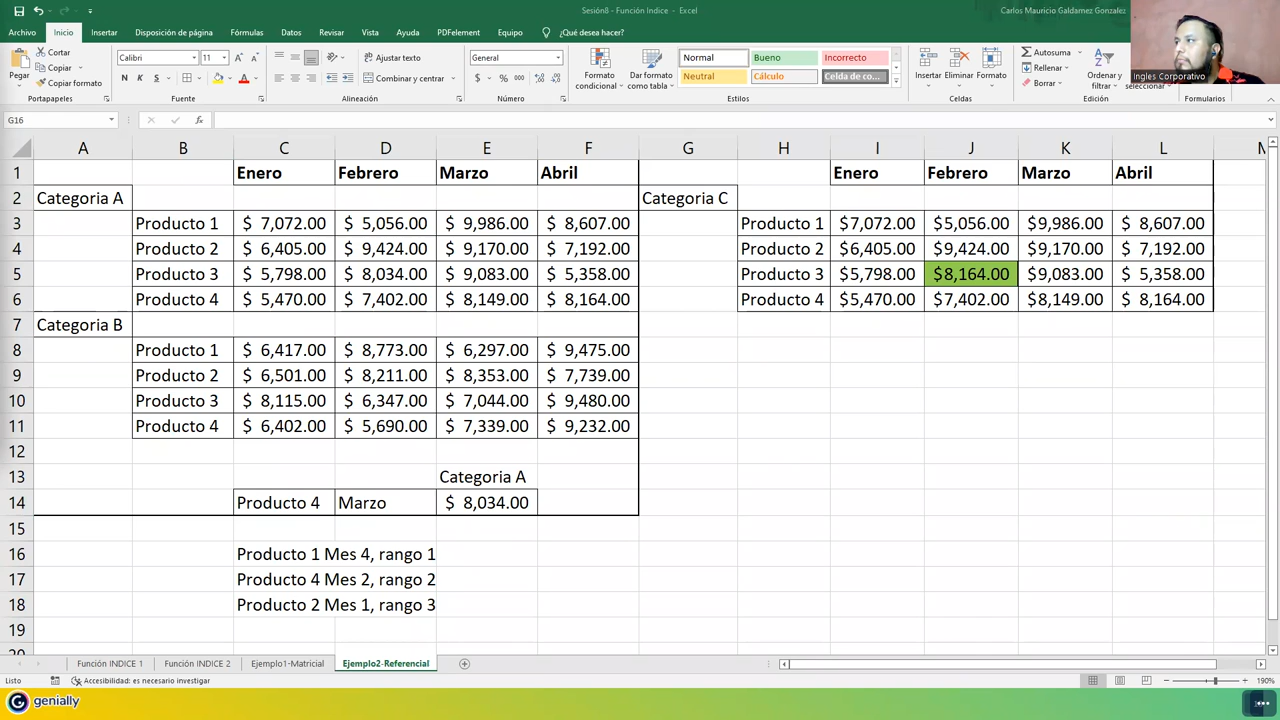 Sesión8 - Función Indice - Excel
Carlos Mauricio Galdamez Gonzalez
Archivo Inicio Insertar Disposición de página Fórmulas Datos Revisar Vista Ayuda PDFelement Equipo ¿Qué desea hacer?
Pegar
Cortar
Copiar
Copiar formato
Portapapeles
Calibri 11
N K S
Fuente
Ajustar texto
Combinar y centrar
Alineación
General
$ % 000
Número
Formato condicional
Dar formato como tabla
Normal Bueno Incorrecto
Neutral Cálculo Celda de co...
Estilos
Insertar Eliminar Formato
Celdas
Autosuma
Rellenar
Borrar
Ordenar y filtrar
seleccionar
Edición
Formularios
Ingles Corporativo
G16
fx
A B C D E F G H I J K L M
1 Enero Febrero Marzo Abril Enero Febrero Marzo Abril
2 Categoria A Categoria C
3 Producto 1 $ 7,072.00 $ 5,056.00 $ 9,986.00 $ 8,607.00 Producto 1 $7,072.00 $5,056.00 $9,986.00 $ 8,607.00
4 Producto 2 $ 6,405.00 $ 9,424.00 $ 9,170.00 $ 7,192.00 Producto 2 $6,405.00 $9,424.00 $9,170.00 $ 7,192.00
5 Producto 3 $ 5,798.00 $ 8,034.00 $ 9,083.00 $ 5,358.00 Producto 3 $5,798.00 $8,164.00 $9,083.00 $ 5,358.00
6 Producto 4 $ 5,470.00 $ 7,402.00 $ 8,149.00 $ 8,164.00 Producto 4 $5,470.00 $7,402.00 $8,149.00 $ 8,164.00
7 Categoria B
8 Producto 1 $ 6,417.00 $ 8,773.00 $ 6,297.00 $ 9,475.00
9 Producto 2 $ 6,501.00 $ 8,211.00 $ 8,353.00 $ 7,739.00
10 Producto 3 $ 8,115.00 $ 6,347.00 $ 7,044.00 $ 9,480.00
11 Producto 4 $ 6,402.00 $ 5,690.00 $ 7,339.00 $ 9,232.00
12
13 Categoria A
14 Producto 4 Marzo $ 8,034.00
15
16 Producto 1 Mes 4, rango 1
17 Producto 4 Mes 2, rango 2
18 Producto 2 Mes 1, rango 3
19
20
Función INDICE 1 Función INDICE 2 Ejemplo1-Matricial Ejemplo2-Referencial
Listo Accesibilidad: es necesario investigar 190%
genially